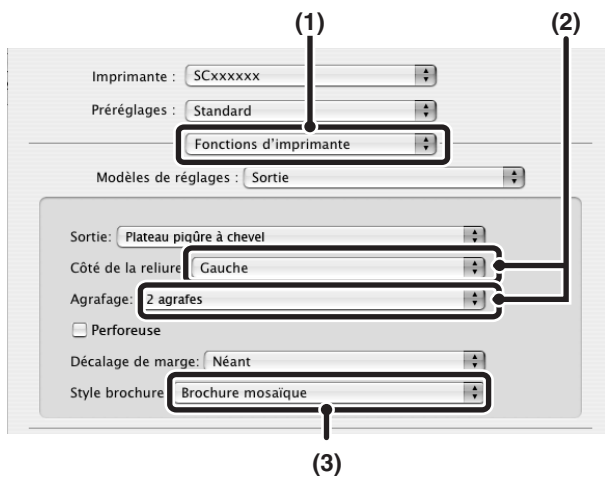 (1) (2)
Imprimante : SCxxxxxx
Préréglages : Standard
Fonctions d'imprimante
Modèles de réglages : Sortie
Sortie: Plateau piqûre à chevel
Côté de la reliure Gauche
Agrafage: 2 agrafes
Perforeuse
Décalage de marge: Néant
Style brochure Brochure mosaïque
(3)